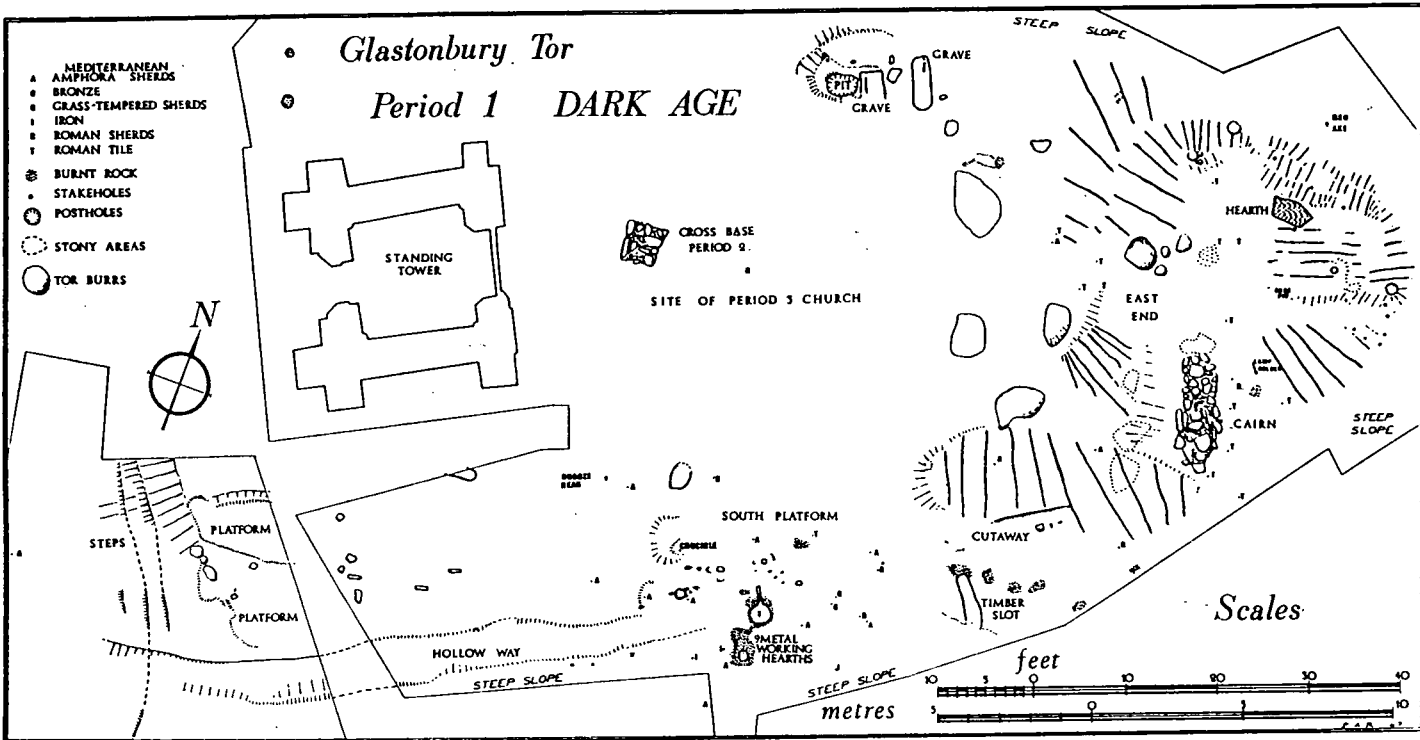 Glastonbury Tor
Period 1 DARK AGE
MEDITERRANEAN
AMPHORA SHERDS
BRONZE
GRASS-TEMPERED SHERDS
IRON
ROMAN SHERDS
ROMAN TILE
BURNT ROCK
STAKEHOLES
POSTHOLES
STONY AREAS
TOR BURRS
N
STANDING
TOWER
CROSS BASE
PERIOD 2.
SITE OF PERIOD 3 CHURCH
PIT
GRAVE
GRAVE
STEEP
SLOPE
HEARTH
EAST
END
CAIRN
STEEP
SLOPE
STEPS
PLATFORM
PLATFORM
HOLLOW WAY
STEEP SLOPE
SOUTH PLATFORM
CRUCIBLE
?METAL
WORKING
HEARTHS
STEEP SLOPE
CUTAWAY
TIMBER
SLOT
Scales
feet
10 5 0 10 20 30 40
metres
5 0 5 10